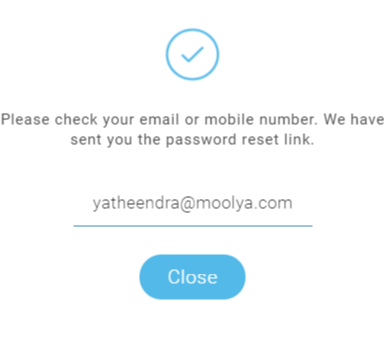 Please check your email or mobile number. We have
sent you the password reset link.
yatheendra@moolya.com
Close